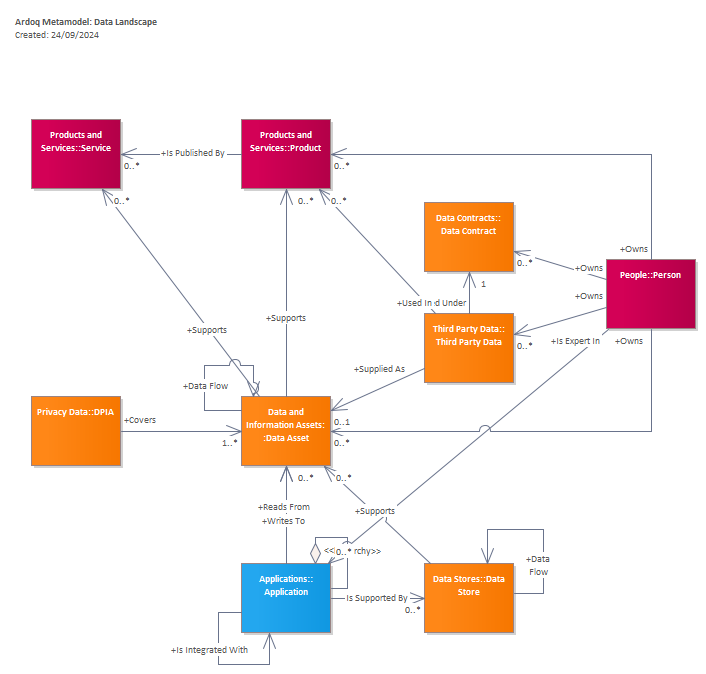 Ardoq Metamodel: Data Landscape
Created: 24/09/2024
Products and
Services::Service
Products and
Services::Product
+Is Published By
0..*
0..*
0..*
0..*
0..*
Data Contracts::
Data Contract
0..*
+Owns
People::Person
+Owns
+Owns
1
+Used In
d Under
+Supports
+Supports
Third Party Data::
Third Party Data
0..*
+Is Expert In
+Owns
+Supplied As
+Data Flow
Privacy Data::DPIA
+Covers
1..*
Data and
Information Assets:
:Data Asset
0..1
0..*
0..*
0..*
+Reads From
+Writes To
+Supports
0..*
rchy>>
Applications::
Application
Is Supported By
0..*
Data Stores::Data
Store
+Data
Flow
+Is Integrated With